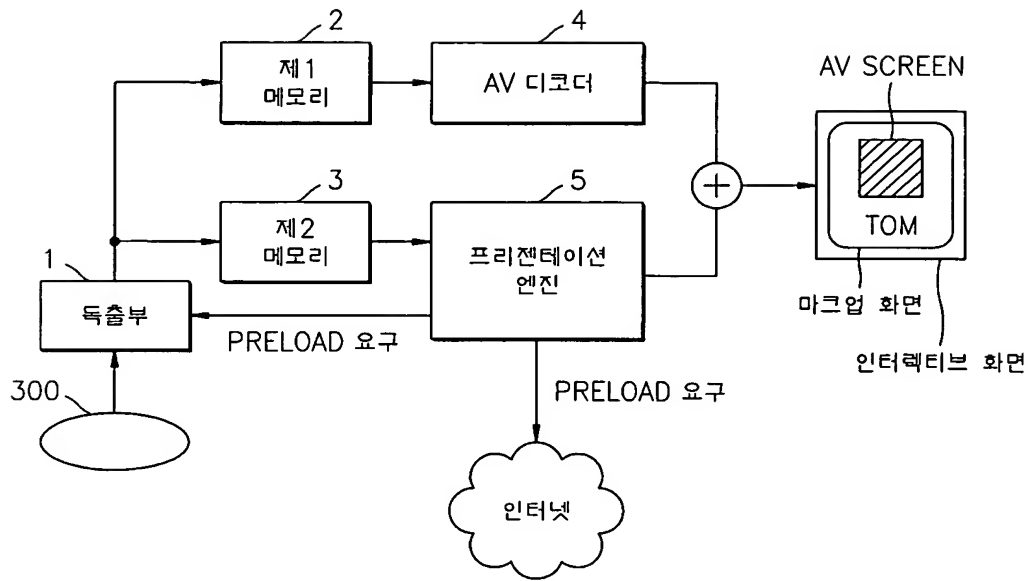 2
제1
메모리
4
AV 디코더
AV SCREEN
TOM
마크업 화면
인터렉티브 화면
3
제2
메모리
5
프리젠테이션
엔진
1
독출부
PRELOAD 요구
300
PRELOAD 요구
인터넷